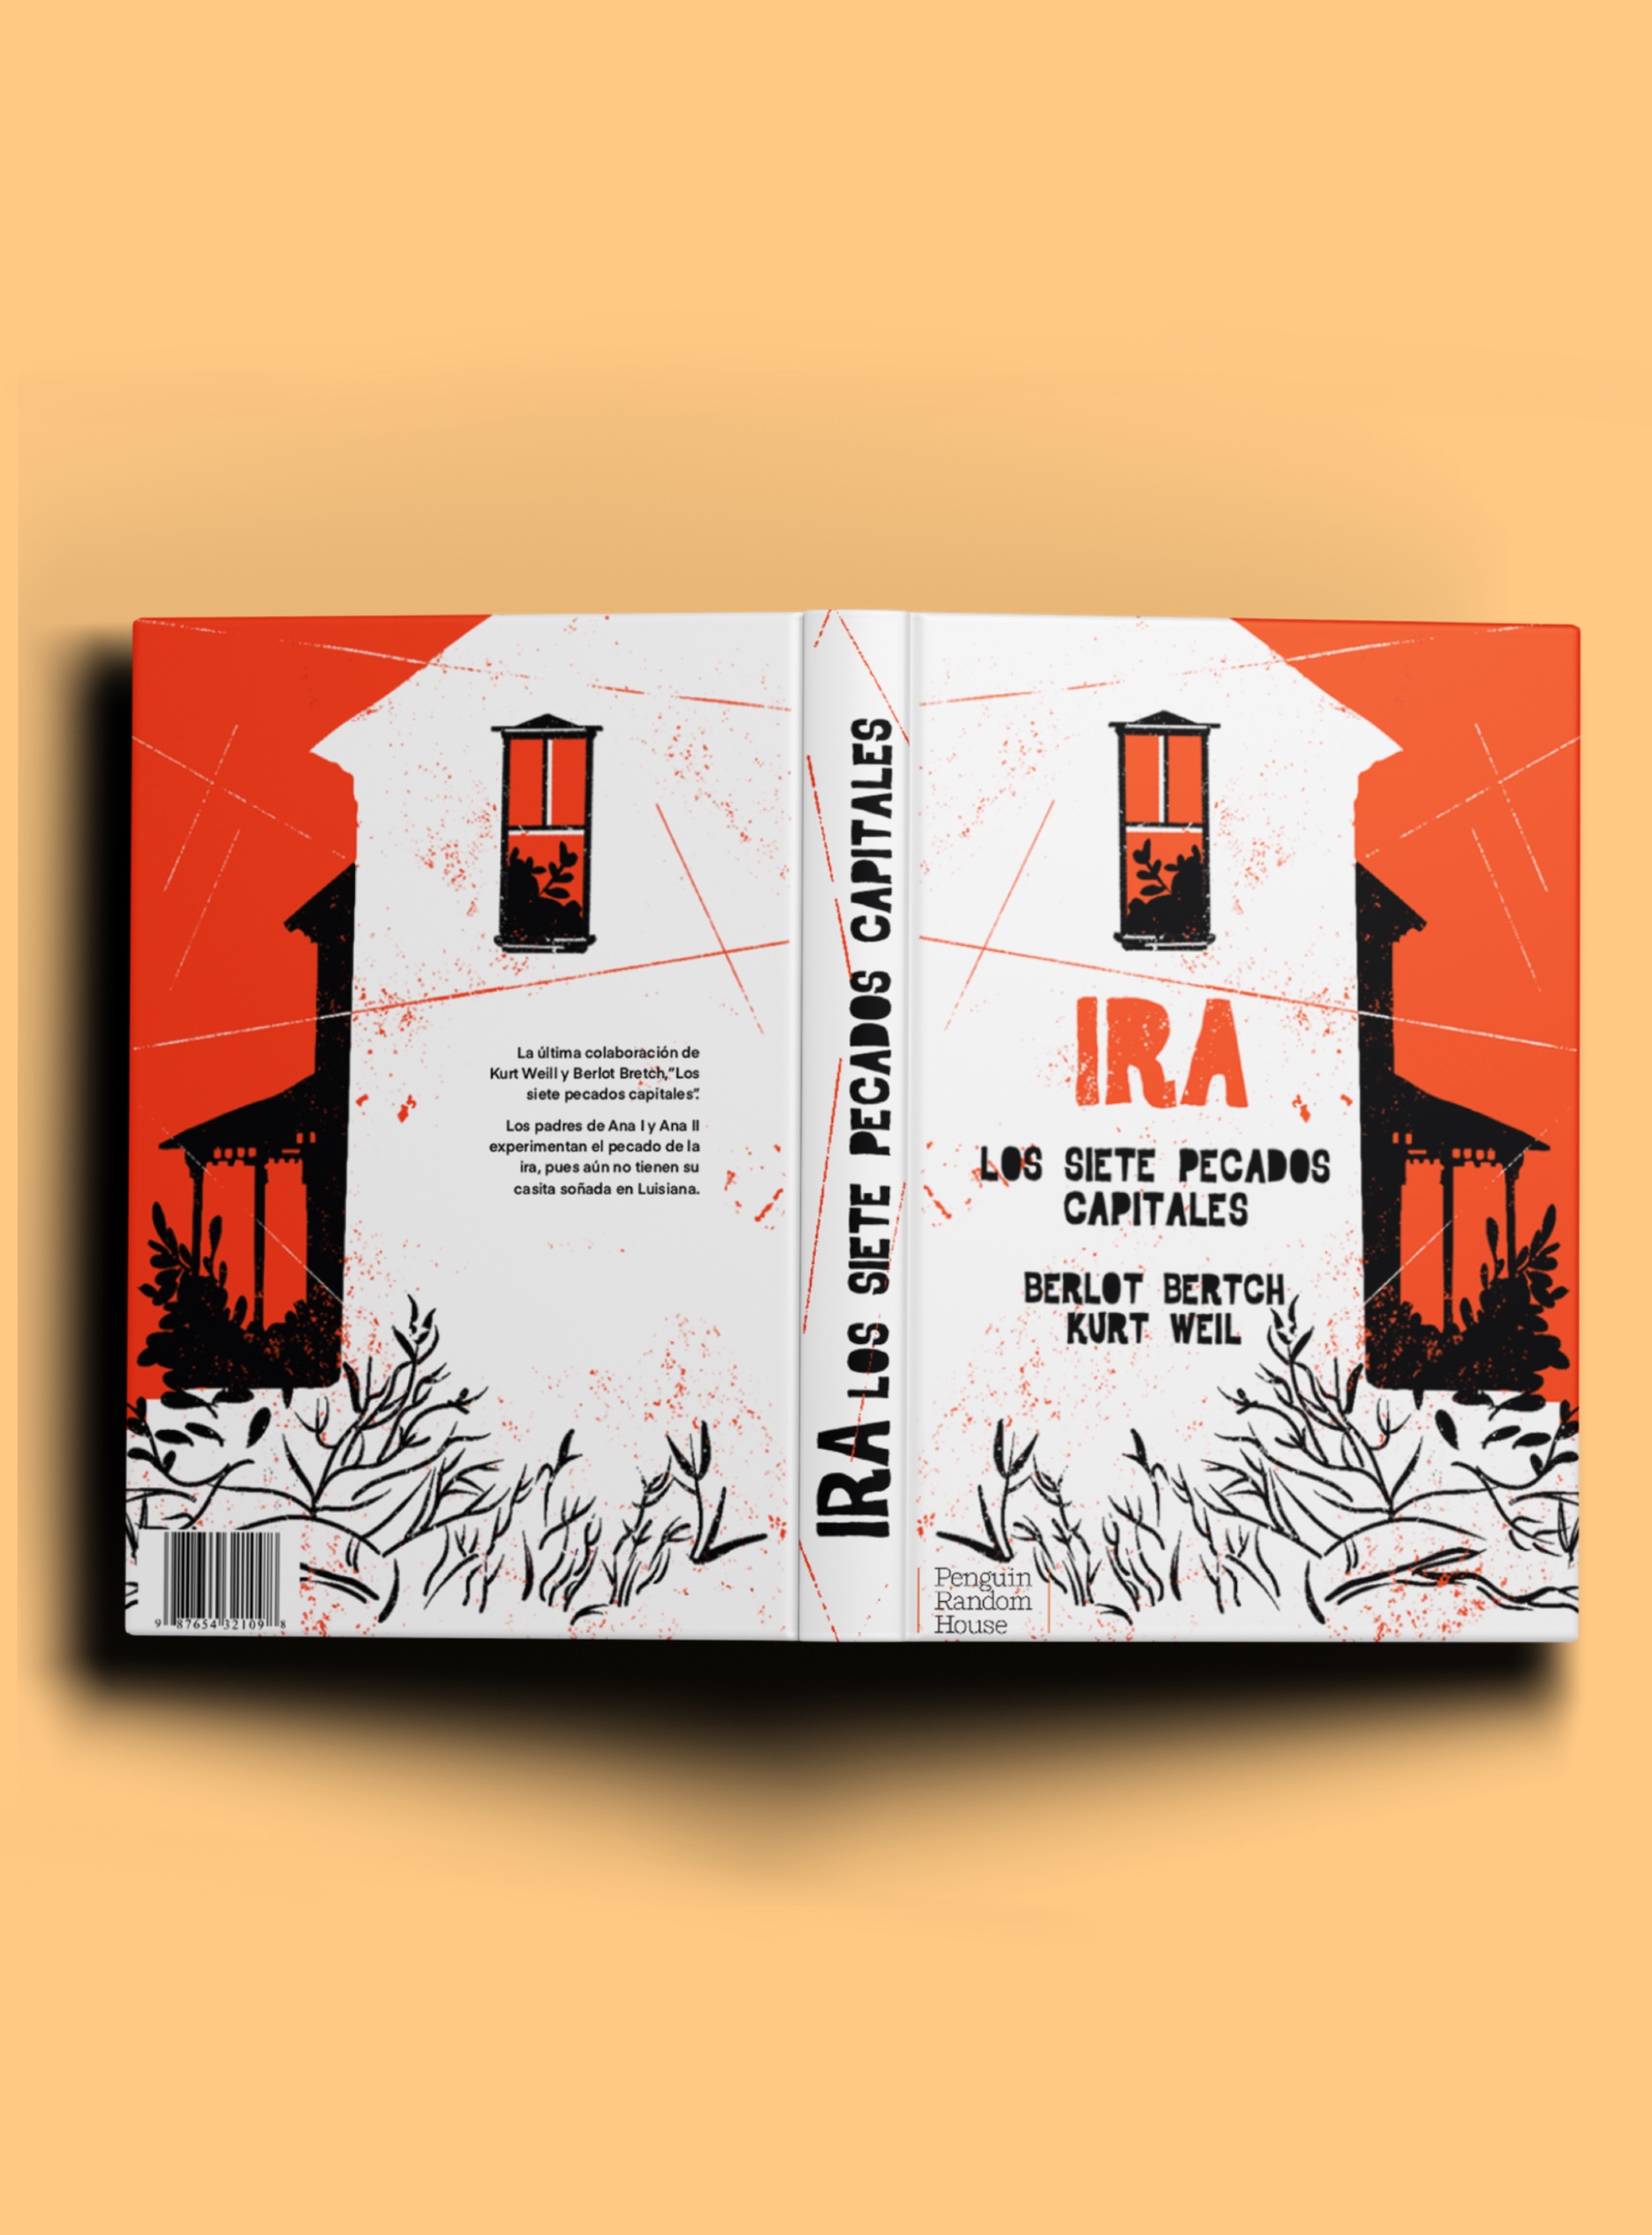 La última colaboración de
Kurt Weill y Berlot Bretch,"Los
siete pecados capitales".
Los padres de Ana I y Ana II
experimentan el pecado de la
ira, pues aún no tienen su
casita soñada en Luisiana.
9 87654 32109 8
IRA LOS SIETE PECADOS CAPITALES
IRA
LOS SIETE PECADOS
CAPITALES
BERLOT BERTCH
KURT WEIL
Penguin
Random
House